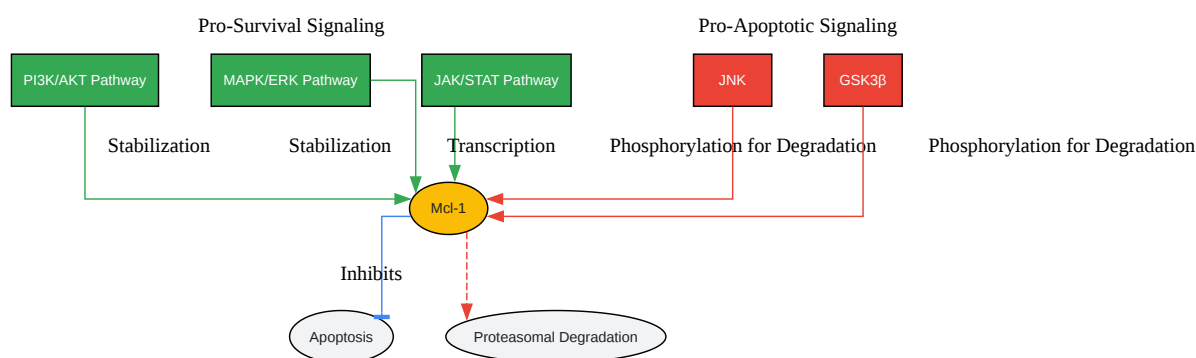 Pro-Survival Signaling
Pro-Apoptotic Signaling
PI3K/AKT Pathway
MAPK/ERK Pathway
JAK/STAT Pathway
JNK
GSK3β
Stabilization
Stabilization
Transcription
Phosphorylation for Degradation
Phosphorylation for Degradation
Mcl-1
Inhibits
Apoptosis
Proteasomal Degradation